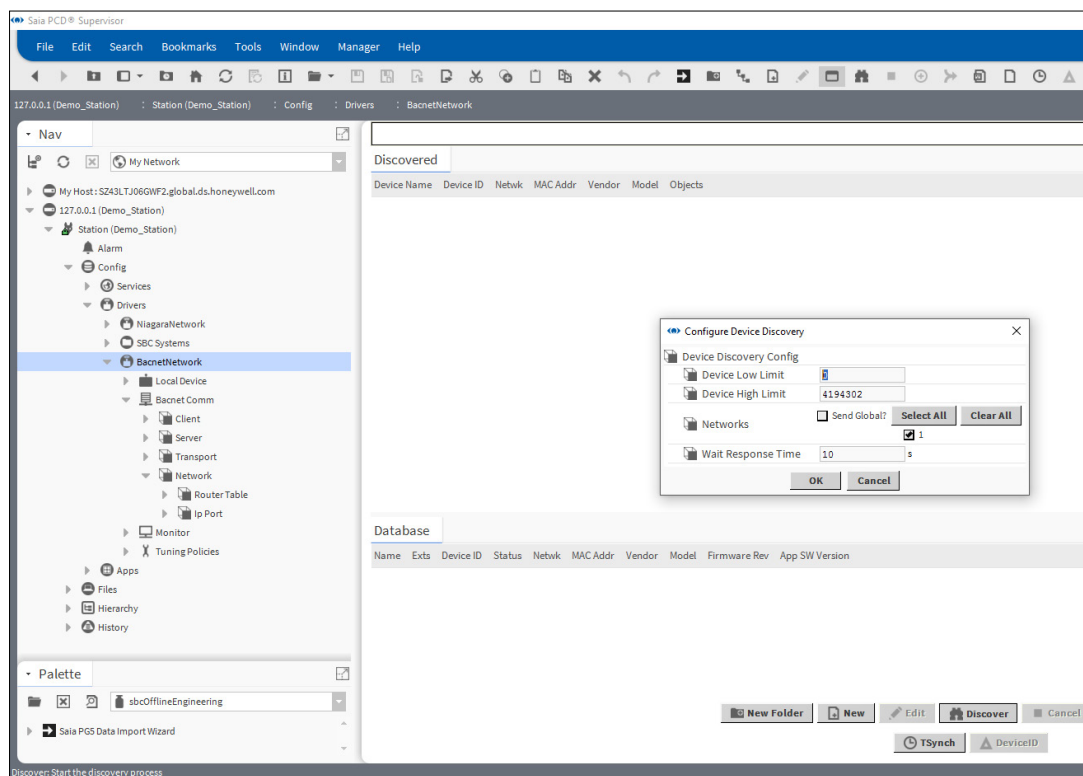 Saia PCD® Supervisor
File Edit Search Bookmarks Tools Window Manager Help
127.0.0.1 (Demo_Station) : Station (Demo_Station) : Config : Drivers : BacnetNetwork
Nav
My Network
My Host : SZ43LTJ06GWF2.global.ds.honeywell.com
127.0.0.1 (Demo_Station)
Station (Demo_Station)
Alarm
Config
Services
Drivers
NiagaraNetwork
SBC Systems
BacnetNetwork
Local Device
Bacnet Comm
Client
Server
Transport
Network
Router Table
Ip Port
Monitor
Tuning Policies
Apps
Files
Hierarchy
History
Palette
sbcOfflineEngineering
Saia PG5 Data Import Wizard
Discover: Start the discovery process
Discovered
Device Name Device ID Netwk MAC Addr Vendor Model Objects
Configure Device Discovery
Device Discovery Config
Device Low Limit
Device High Limit 4194302
Networks Send Global? Select All Clear All
1
Wait Response Time 10 s
OK Cancel
Database
Name Exts Device ID Status Netwk MAC Addr Vendor Model Firmware Rev App SW Version
New Folder New Edit Discover Cancel
TSynch DeviceID